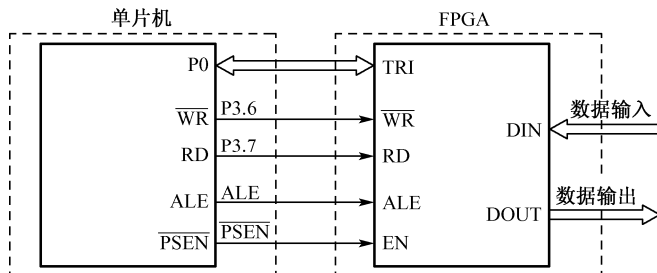 单片机
FPGA
P0
TRI
WR
P3.6
WR
数据输入
DIN
RD
P3.7
RD
ALE
ALE
ALE
数据输出
DOUT
PSEN
PSEN
EN